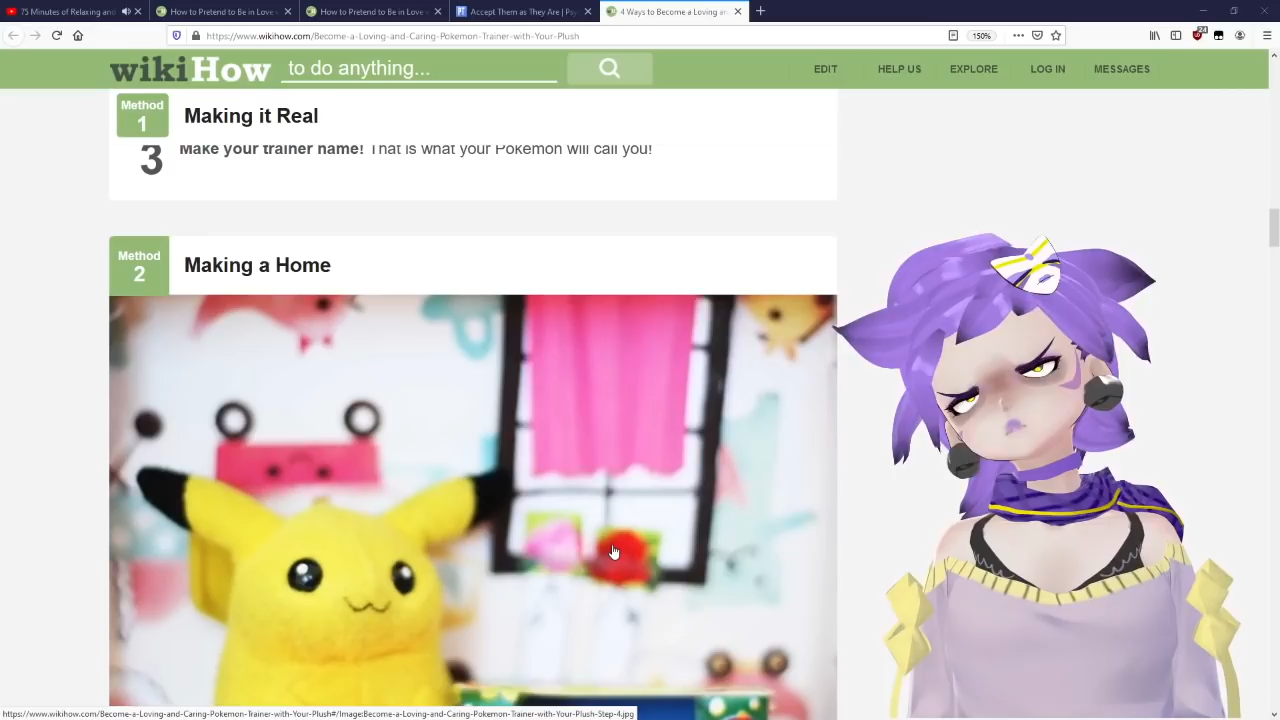 75 Minutes of Relaxing and
How to Pretend to Be in Love
How to Pretend to Be in Love
Accept Them as They Are | Psy
4 Ways to Become a Loving an
https://www.wikihow.com/Become-a-Loving-and-Caring-Pokemon-Trainer-with-Your-Plush
150%
24
wikiHow to do anything...
EDIT
HELP US
EXPLORE
LOG IN
MESSAGES
Method
1
Making it Real
3
Make your trainer name! That is what your Pokemon will call you!
Method
2
Making a Home
https://www.wikihow.com/Become-a-Loving-and-Caring-Pokemon-Trainer-with-Your-Plush#/Image:Become-a-Loving-and-Caring-Pokemon-Trainer-with-Your-Plush-Step-4.jpg